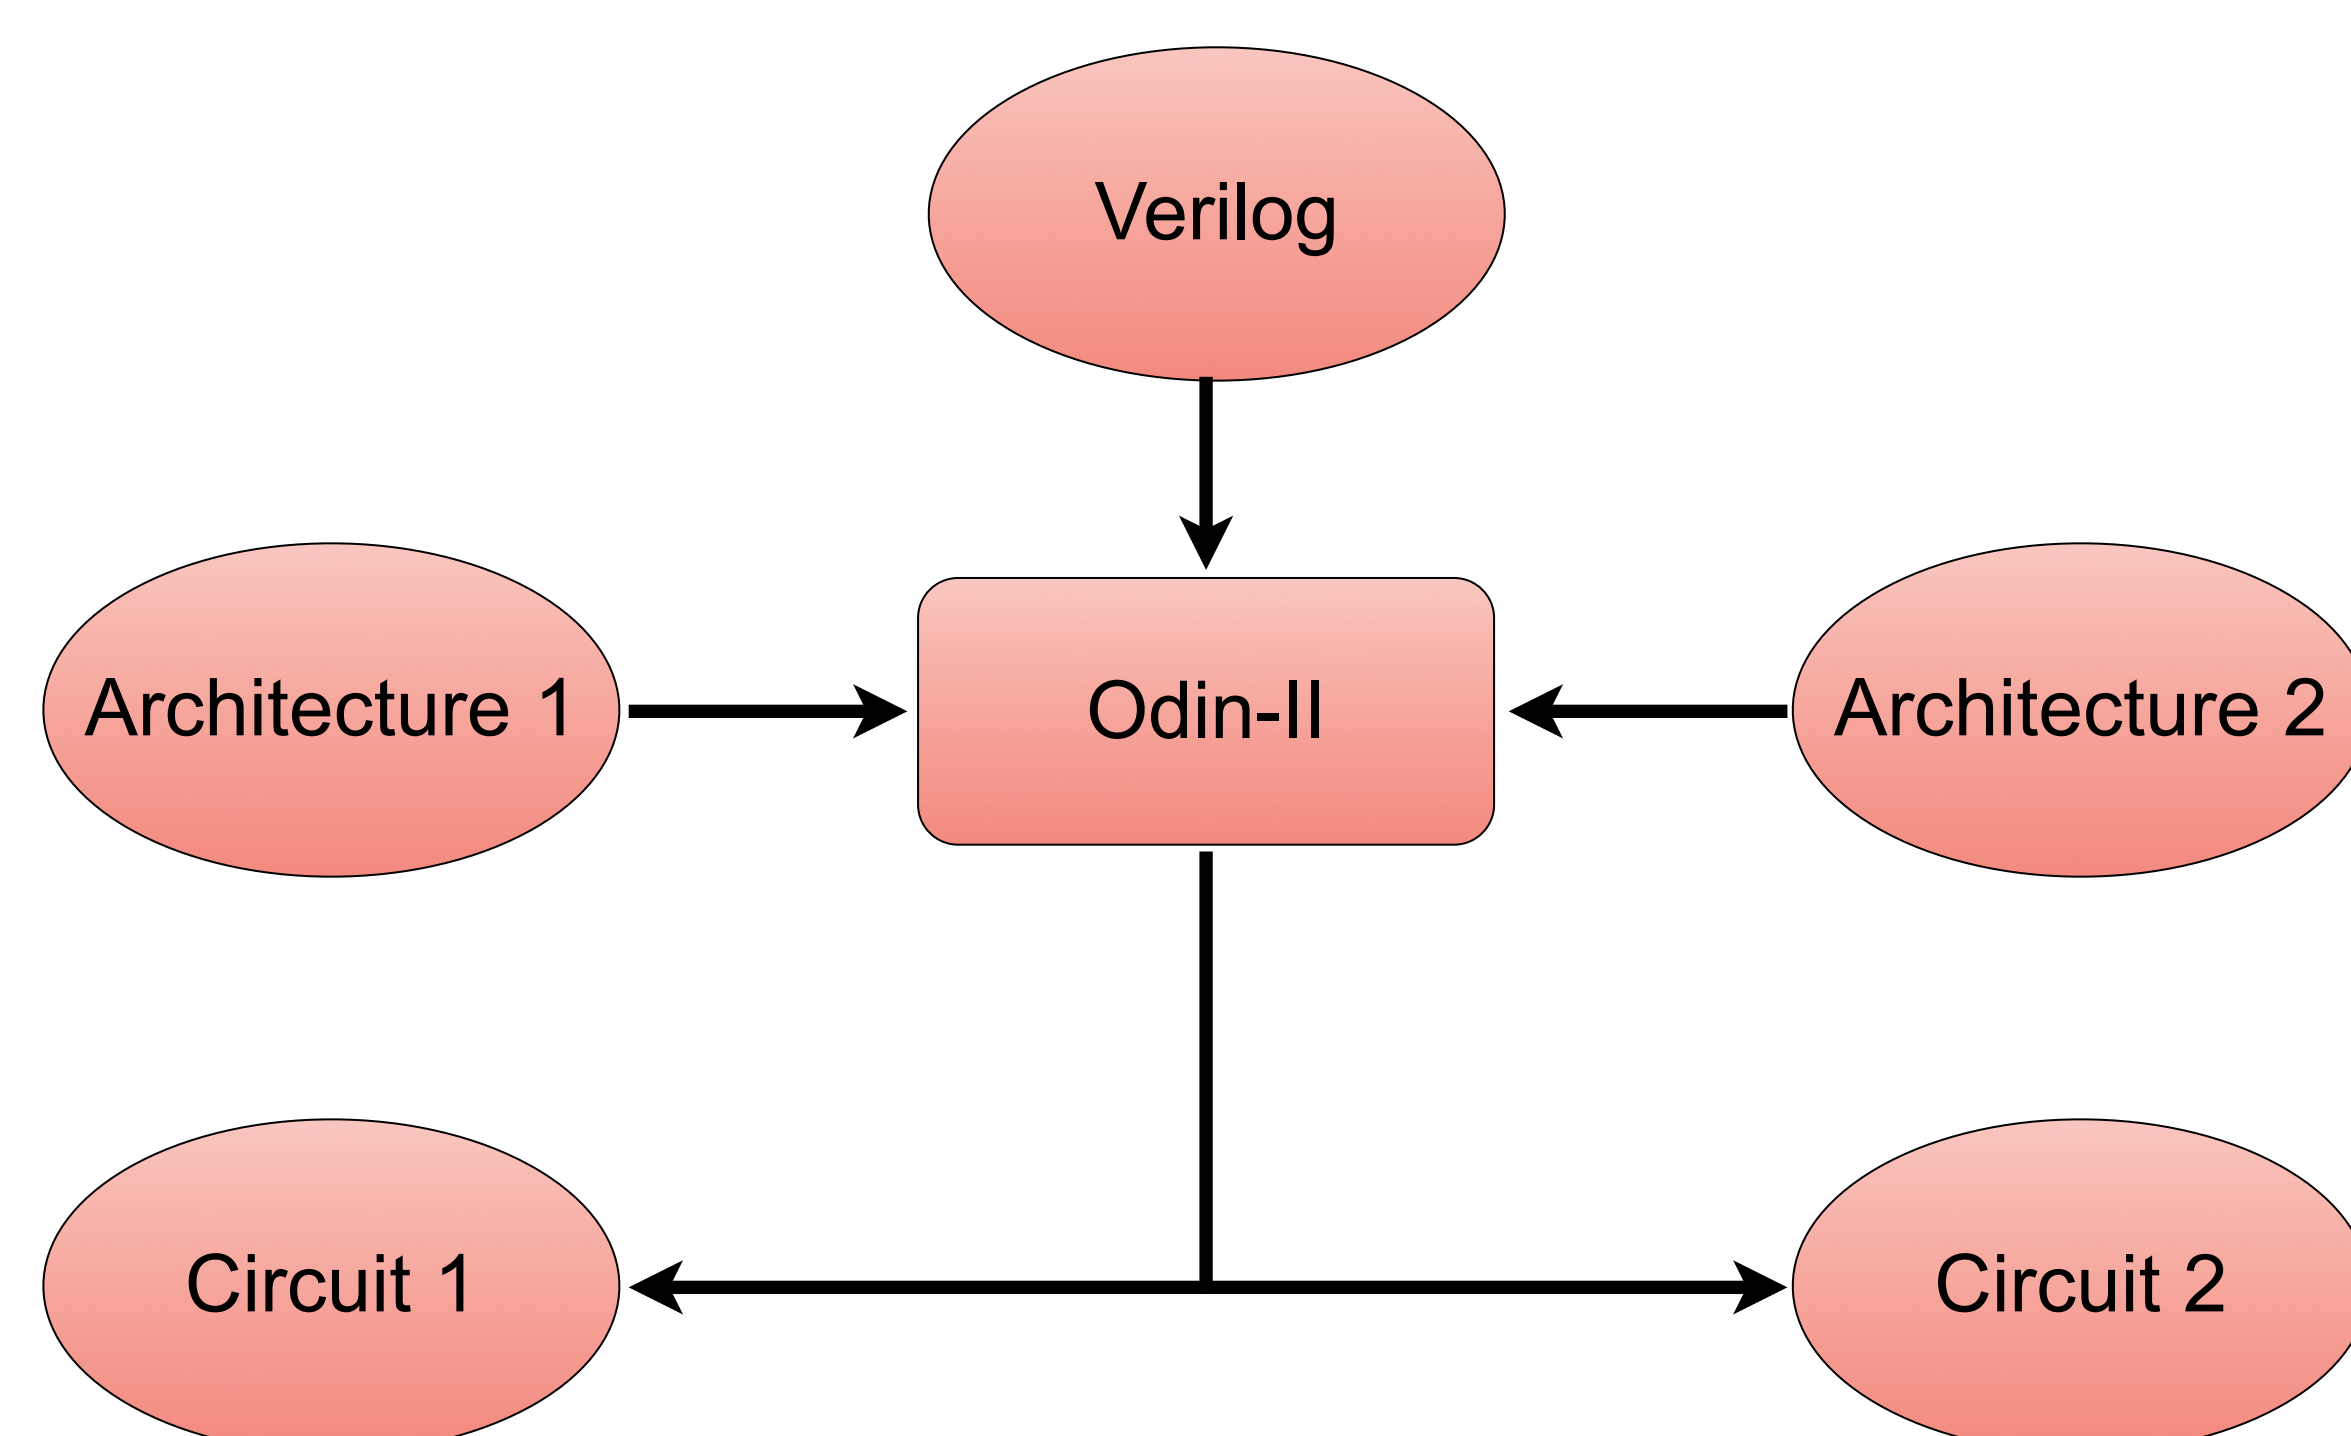 Verilog
Architecture 1
Odin-II
Architecture 2
Circuit 1
Circuit 2